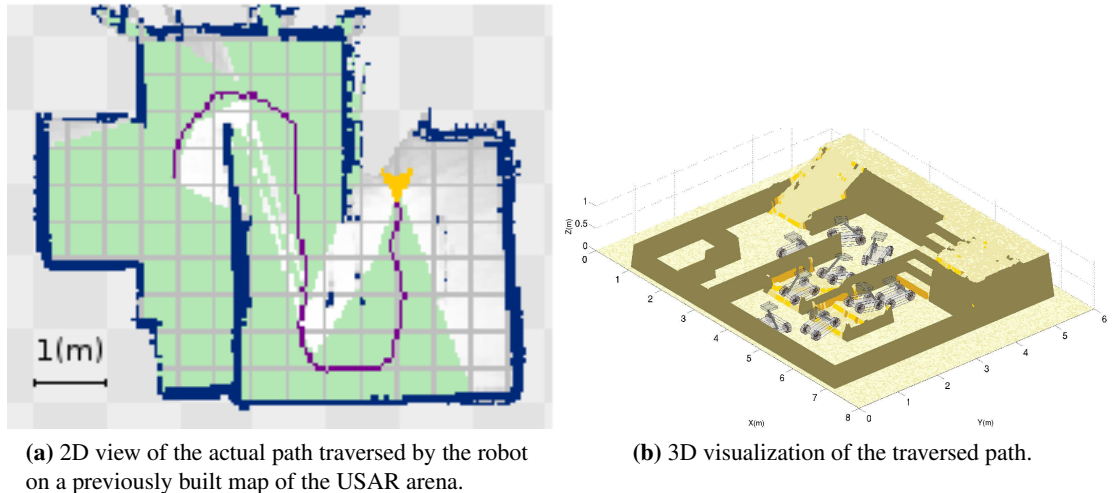 1(m)
1
0.5
0
Z(m)
0
1
2
3
4
5
6
7
8
X(m)
0
1
2
3
4
5
6
Y(m)
(a) 2D view of the actual path traversed by the robot
on a previously built map of the USAR arena.
(b) 3D visualization of the traversed path.